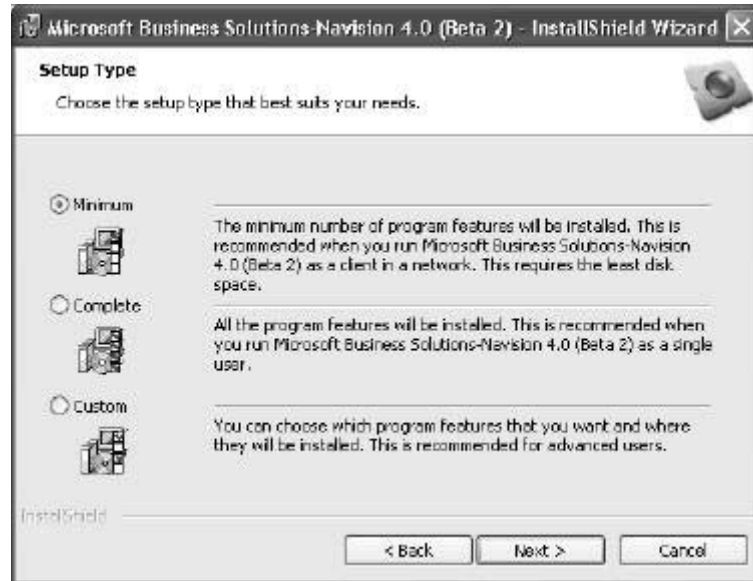 Microsoft Business Solutions-Navision 4.0 (Beta 2) - InstallShield Wizard
Setup Type
Choose the setup type that best suits your needs.
Minimum
The minimum number of program features will be installed. This is
recommended when you run Microsoft Business Solutions-Navision
4.0 (Beta 2) as a client in a network. This requires the least disk
space.
Complete
All the program features will be installed. This is recommended when
you run Microsoft Business Solutions-Navision 4.0 (Beta 2) as a single
user.
Custom
You can choose which program features that you want and where
they will be installed. This is recommended for advanced users.
InstallShield
< Back
Next >
Cancel